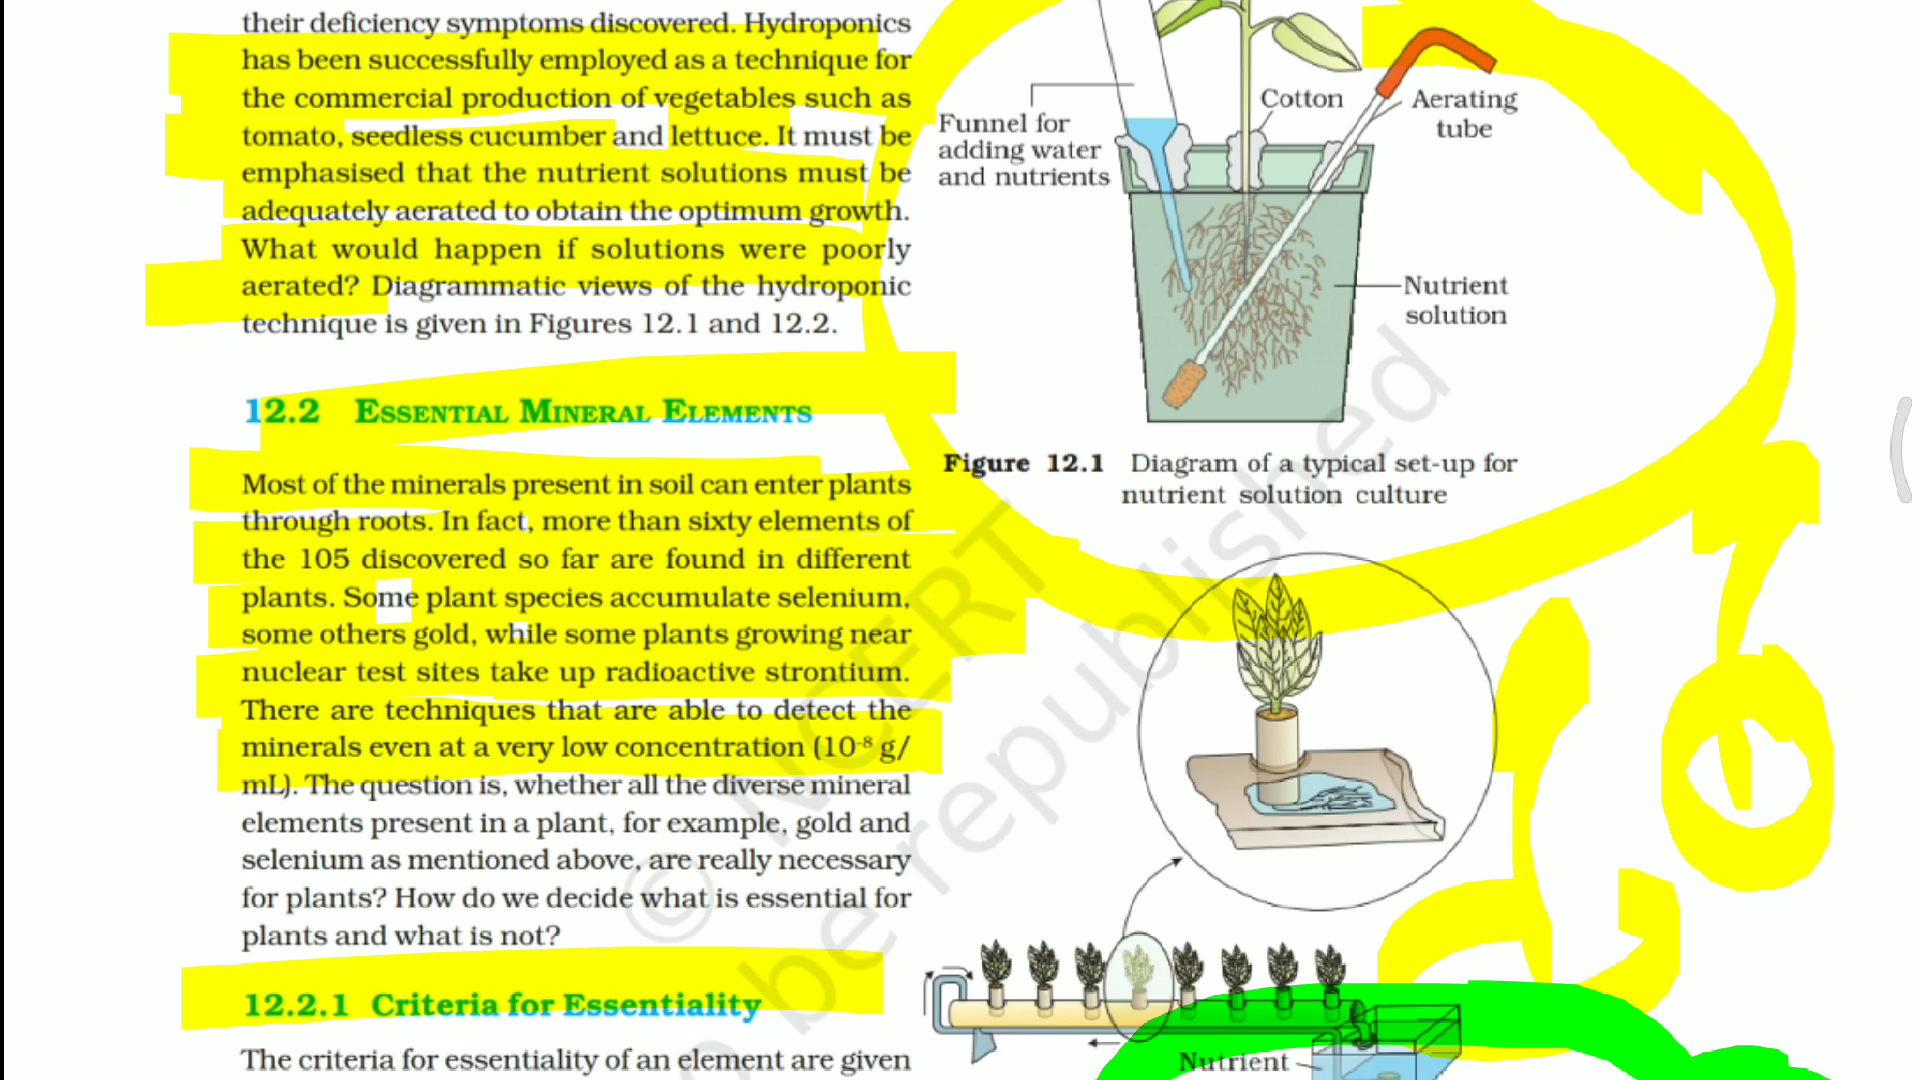 their deficiency symptoms discovered. Hydroponics
has been successfully employed as a technique for
the commercial production of vegetables such as
tomato, seedless cucumber and lettuce. It must be
emphasised that the nutrient solutions must be
adequately aerated to obtain the optimum growth.
What would happen if solutions were poorly
aerated? Diagrammatic views of the hydroponic
technique is given in Figures 12.1 and 12.2.
12.2 ESSENTIAL MINERAL ELEMENTS
Most of the minerals present in soil can enter plants
through roots. In fact, more than sixty elements of
the 105 discovered so far are found in different
plants. Some plant species accumulate selenium,
some others gold, while some plants growing near
nuclear test sites take up radioactive strontium.
There are techniques that are able to detect the
minerals even at a very low concentration (10⁻⁸ g/
mL). The question is, whether all the diverse mineral
elements present in a plant, for example, gold and
selenium as mentioned above, are really necessary
for plants? How do we decide what is essential for
plants and what is not?
12.2.1 Criteria for Essentiality
The criteria for essentiality of an element are given
Funnel for
adding water
and nutrients
Cotton
Aerating
tube
Nutrient
solution
Figure 12.1 Diagram of a typical set-up for
nutrient solution culture
Nutrient
© NCERT
be republished